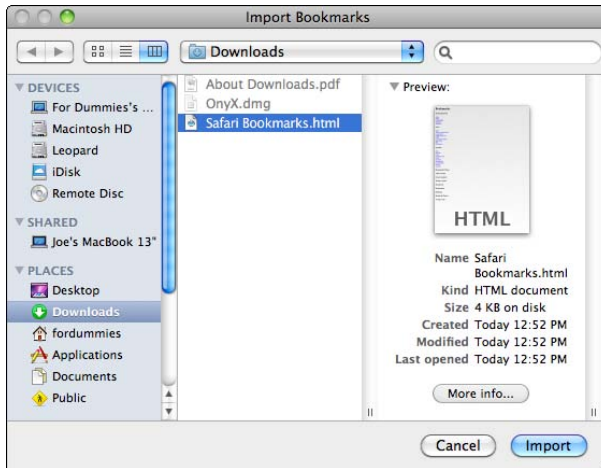 Import Bookmarks
Downloads
DEVICES
For Dummies's ...
Macintosh HD
Leopard
iDisk
Remote Disc
SHARED
Joe's MacBook 13"
PLACES
Desktop
Downloads
fordummies
Applications
Documents
Public
About Downloads.pdf
OnyX.dmg
Safari Bookmarks.html
Preview:
HTML
Name Safari
Bookmarks.html
Kind HTML document
Size 4 KB on disk
Created Today 12:52 PM
Modified Today 12:52 PM
Last opened Today 12:52 PM
More info...
Cancel Import